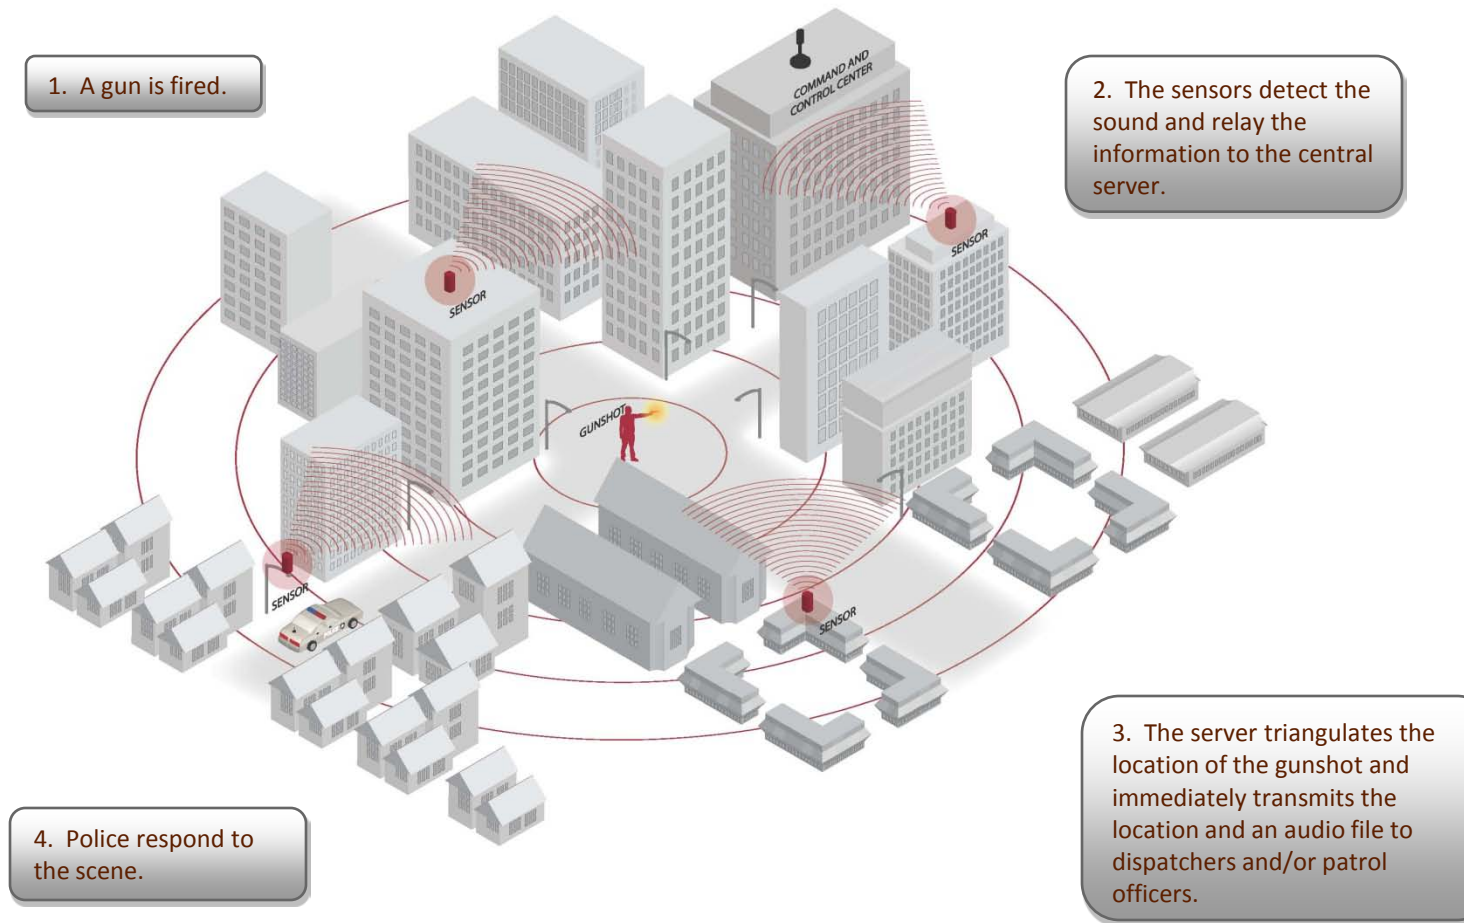 1.  A gun is fired.
2.  The sensors detect the
sound and relay the
information to the central
server.
COMMAND AND
CONTROL CENTER
SENSOR
SENSOR
GUNSHOT
SENSOR
SENSOR
3.  The server triangulates the
location of the gunshot and
immediately transmits the
location and an audio file to
dispatchers and/or patrol
officers.
4.  Police respond to
the scene.